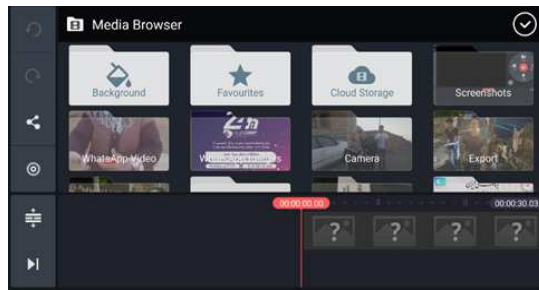 Media Browser
Background
Favourites
Cloud Storage
Screenshots
WhatsApp Video
Camera
Export
00:00:00.00
00:00:30.03
? ? ? ?